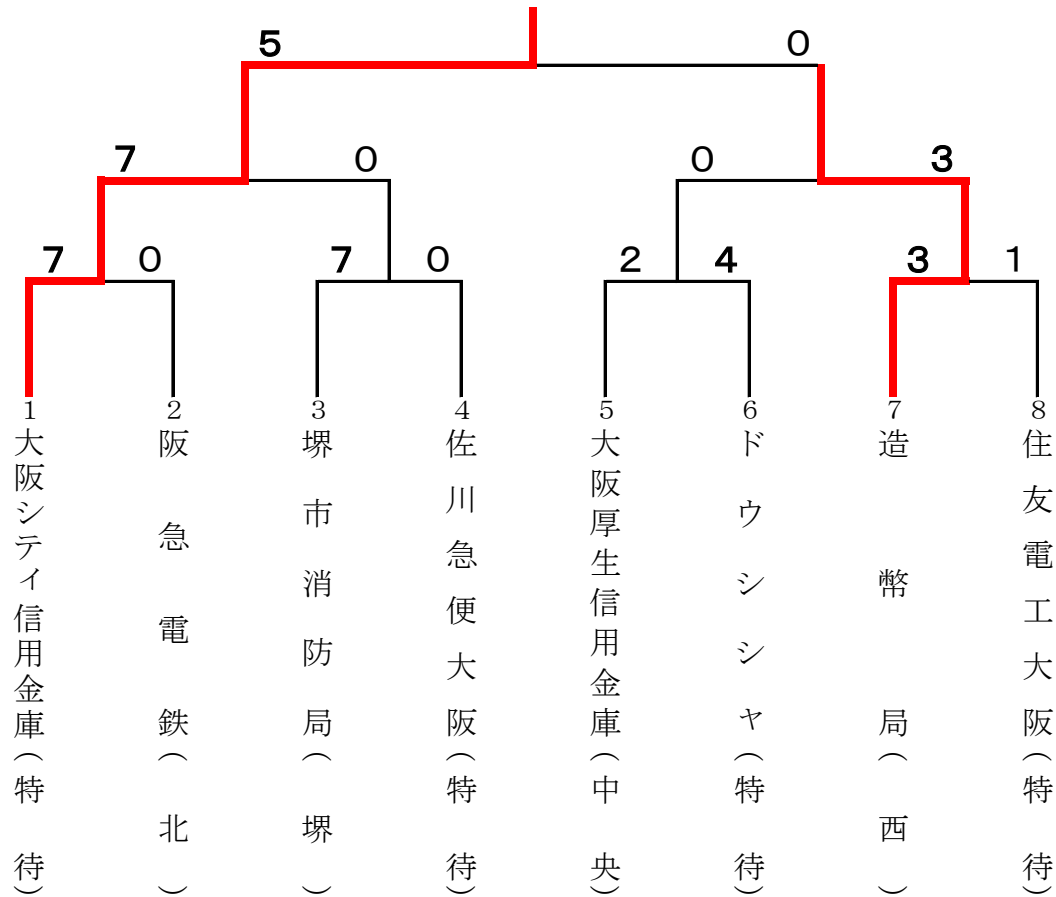 5 0
7 0 0 3
7 0 7 0 2 4 3 1
1 2 3 4 5 6 7 8
大阪シティ信用金庫(特待)
阪急電鉄(北)
堺市消防局(堺)
佐川急便大阪(特待)
大阪厚生信用金庫(中央)
ドウシシヤ(特待)
造幣局(西)
住友電工大阪(特待)